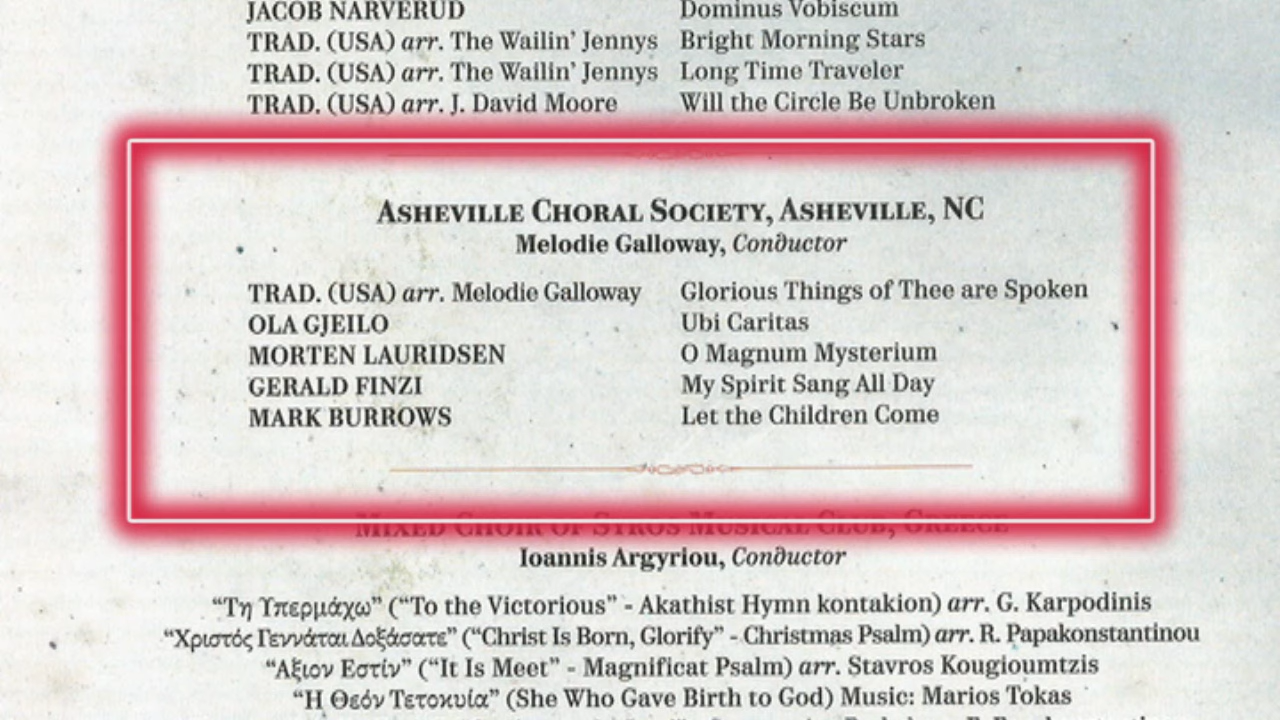 JACOB NARVERUD Dominus Vobiscum
TRAD. (USA) arr. The Wailin' Jennys Bright Morning Stars
TRAD. (USA) arr. The Wailin' Jennys Long Time Traveler
TRAD. (USA) arr. J. David Moore Will the Circle Be Unbroken
ASHEVILLE CHORAL SOCIETY, ASHEVILLE, NC
Melodie Galloway, Conductor
TRAD. (USA) arr. Melodie Galloway Glorious Things of Thee are Spoken
OLA GJEILO Ubi Caritas
MORTEN LAURIDSEN O Magnum Mysterium
GERALD FINZI My Spirit Sang All Day
MARK BURROWS Let the Children Come
MIXED CHOIR OF SYROS MUSICAL CLUB, GREECE
Ioannis Argyriou, Conductor
“Τη Υπερμάχω” (“To the Victorious” - Akathist Hymn kontakion) arr. G. Karpodinis
“Χριστός Γεννάται Δοξάσατε” (“Christ Is Born, Glorify” - Christmas Psalm) arr. R. Papakonstantinou
“Αξιον Εστίν” (“It Is Meet” - Magnificat Psalm) arr. Stavros Kougioumtzis
“Η Θεόν Τετοκυία” (She Who Gave Birth to God) Music: Marios Tokas